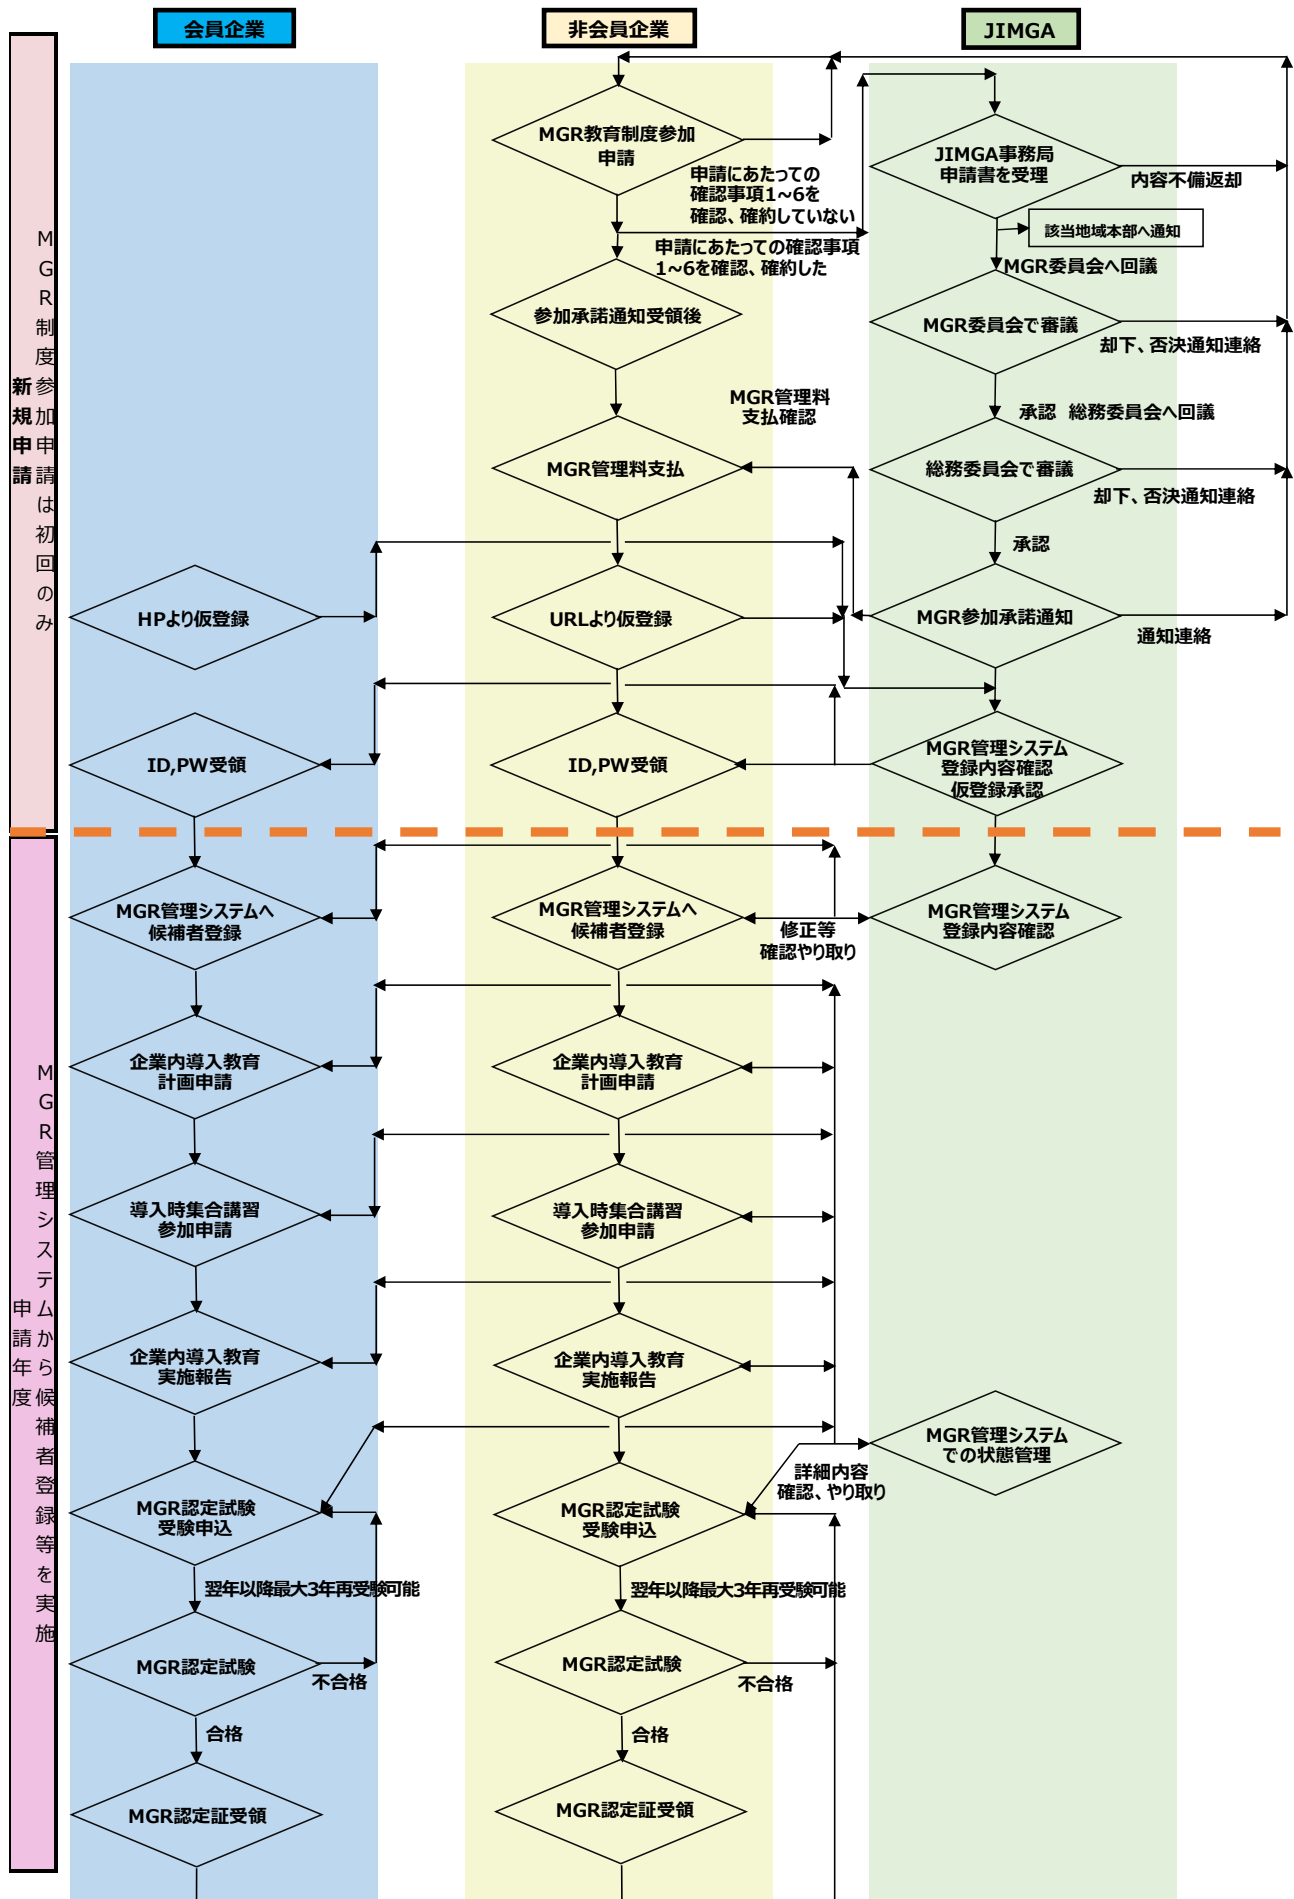 会員企業
非会員企業
JIMGA
新規申請
MGR制度参加申請は初回のみ
MGR教育制度参加
申請
申請にあたっての
確認事項1~6を
確認、確約していない
申請にあたっての確認事項
1~6を確認、確約した
JIMGA事務局
申請書を受理
内容不備返却
該当地域本部へ通知
MGR委員会へ回議
参加承諾通知受領後
MGR委員会で審議
却下、否決通知連絡
MGR管理料
支払確認
承認 総務委員会へ回議
MGR管理料支払
総務委員会で審議
却下、否決通知連絡
承認
HPより仮登録
URLより仮登録
MGR参加承諾通知
通知連絡
ID,PW受領
ID,PW受領
MGR管理システム
登録内容確認
仮登録承認
申請年度
MGR管理システムから候補者登録等を実施
MGR管理システムへ
候補者登録
MGR管理システムへ
候補者登録
修正等
確認やり取り
MGR管理システム
登録内容確認
企業内導入教育
計画申請
企業内導入教育
計画申請
導入時集合講習
参加申請
導入時集合講習
参加申請
企業内導入教育
実施報告
企業内導入教育
実施報告
MGR管理システム
での状態管理
詳細内容
確認、やり取り
MGR認定試験
受験申込
MGR認定試験
受験申込
翌年以降最大3年再受験可能
翌年以降最大3年再受験可能
MGR認定試験
不合格
MGR認定試験
不合格
合格
合格
MGR認定証受領
MGR認定証受領